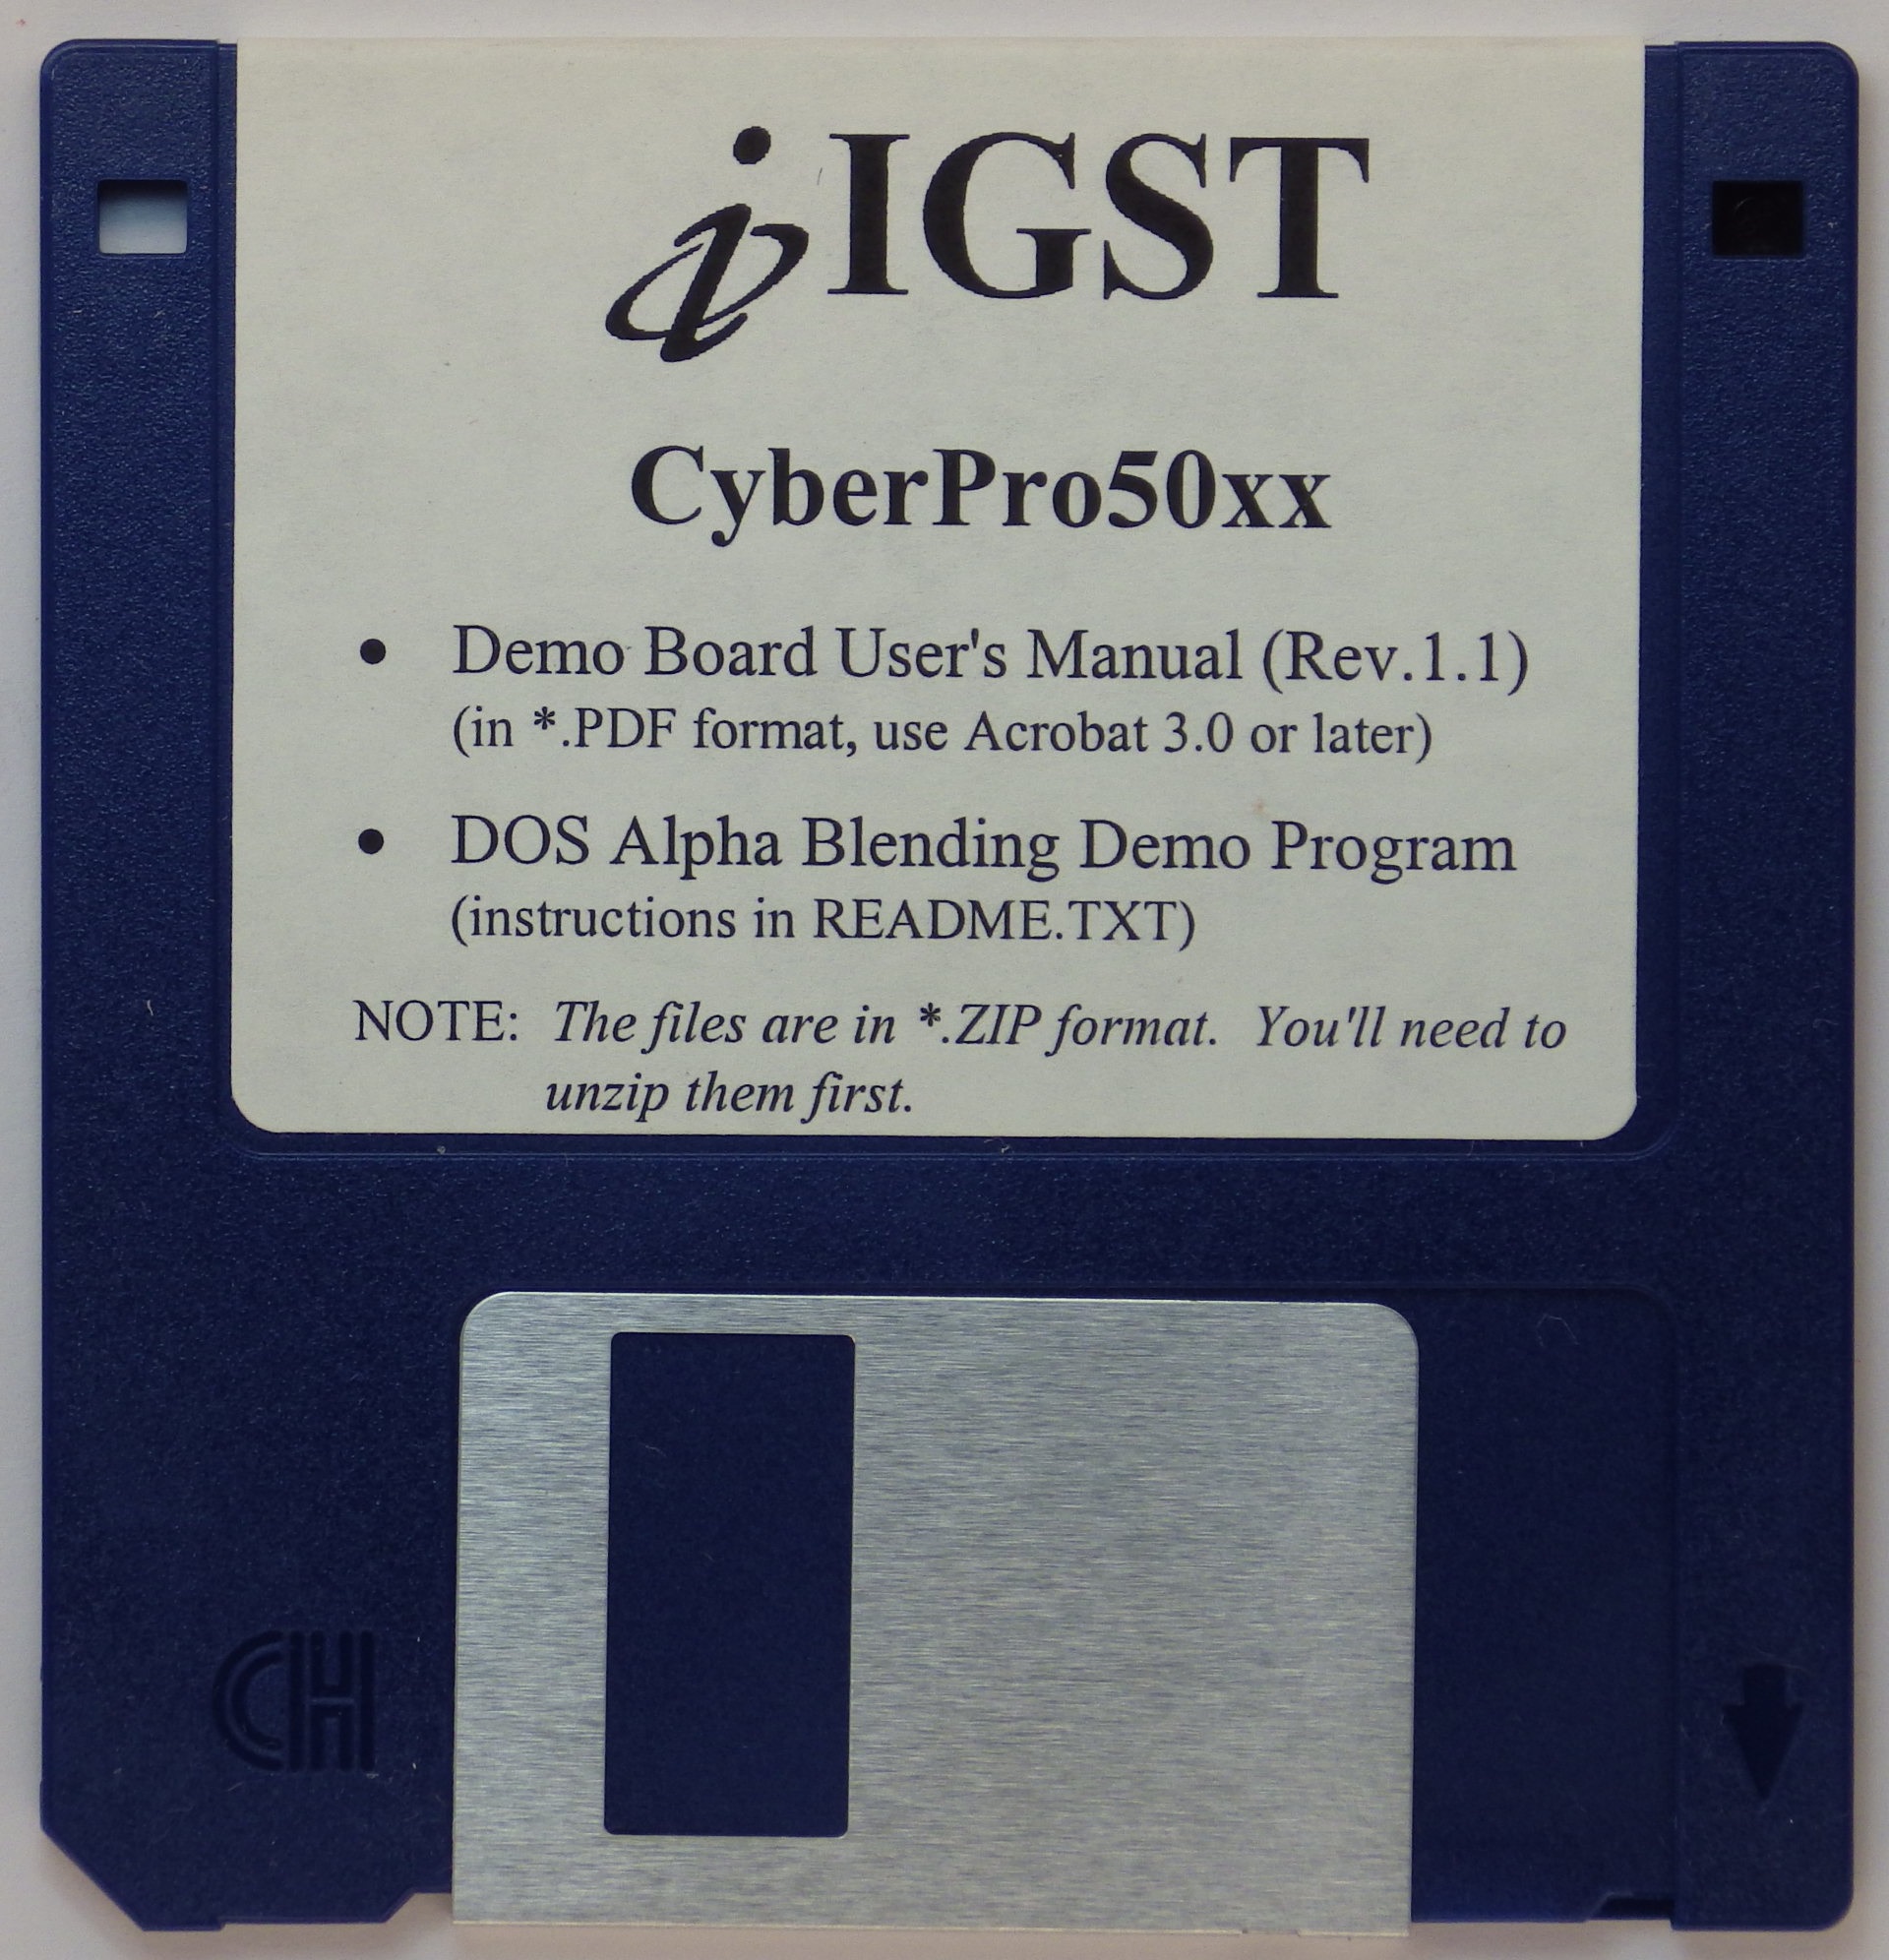 i IGST
CyberPro50xx
• Demo Board User's Manual (Rev.1.1)
(in *.PDF format, use Acrobat 3.0 or later)
• DOS Alpha Blending Demo Program
(instructions in README.TXT)
NOTE: The files are in *.ZIP format. You'll need to
unzip them first.
CH